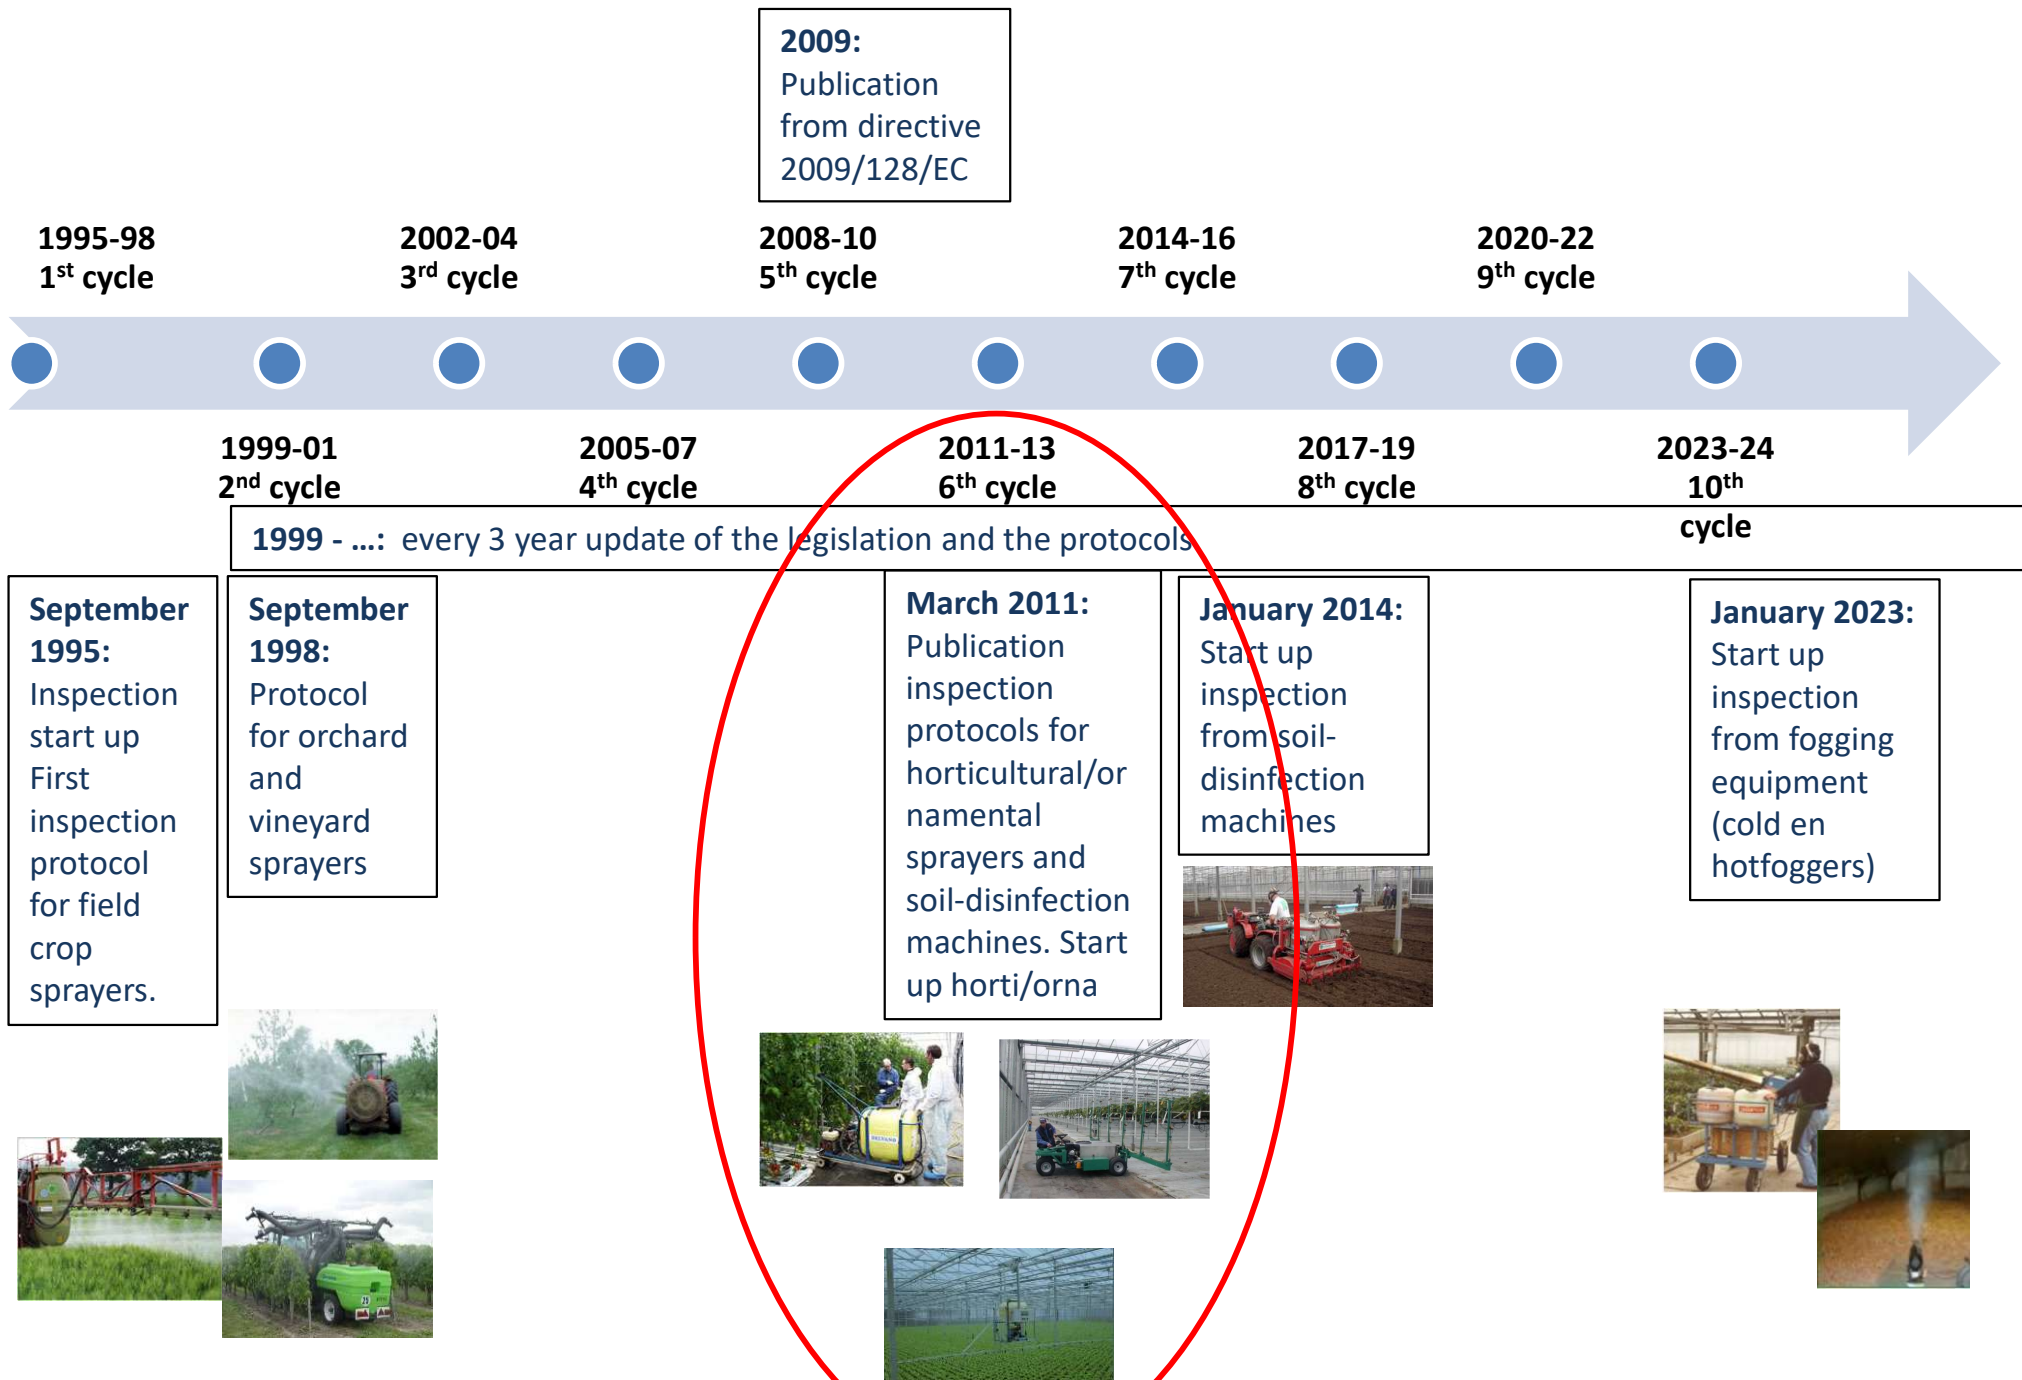 2009:
Publication
from directive
2009/128/EC
1995-98
1st cycle
2002-04
3rd cycle
2008-10
5th cycle
2014-16
7th cycle
2020-22
9th cycle
1999-01
2nd cycle
2005-07
4th cycle
2011-13
6th cycle
2017-19
8th cycle
2023-24
10th
cycle
1999 - ...: every 3 year update of the legislation and the protocols
September
1995:
Inspection
start up
First
inspection
protocol
for field
crop
sprayers.
September
1998:
Protocol
for orchard
and
vineyard
sprayers
March 2011:
Publication
inspection
protocols for
horticultural/or
namental
sprayers and
soil-disinfection
machines. Start
up horti/orna
January 2014:
Start up
inspection
from soil-
disinfection
machines
January 2023:
Start up
inspection
from fogging
equipment
(cold en
hotfoggers)